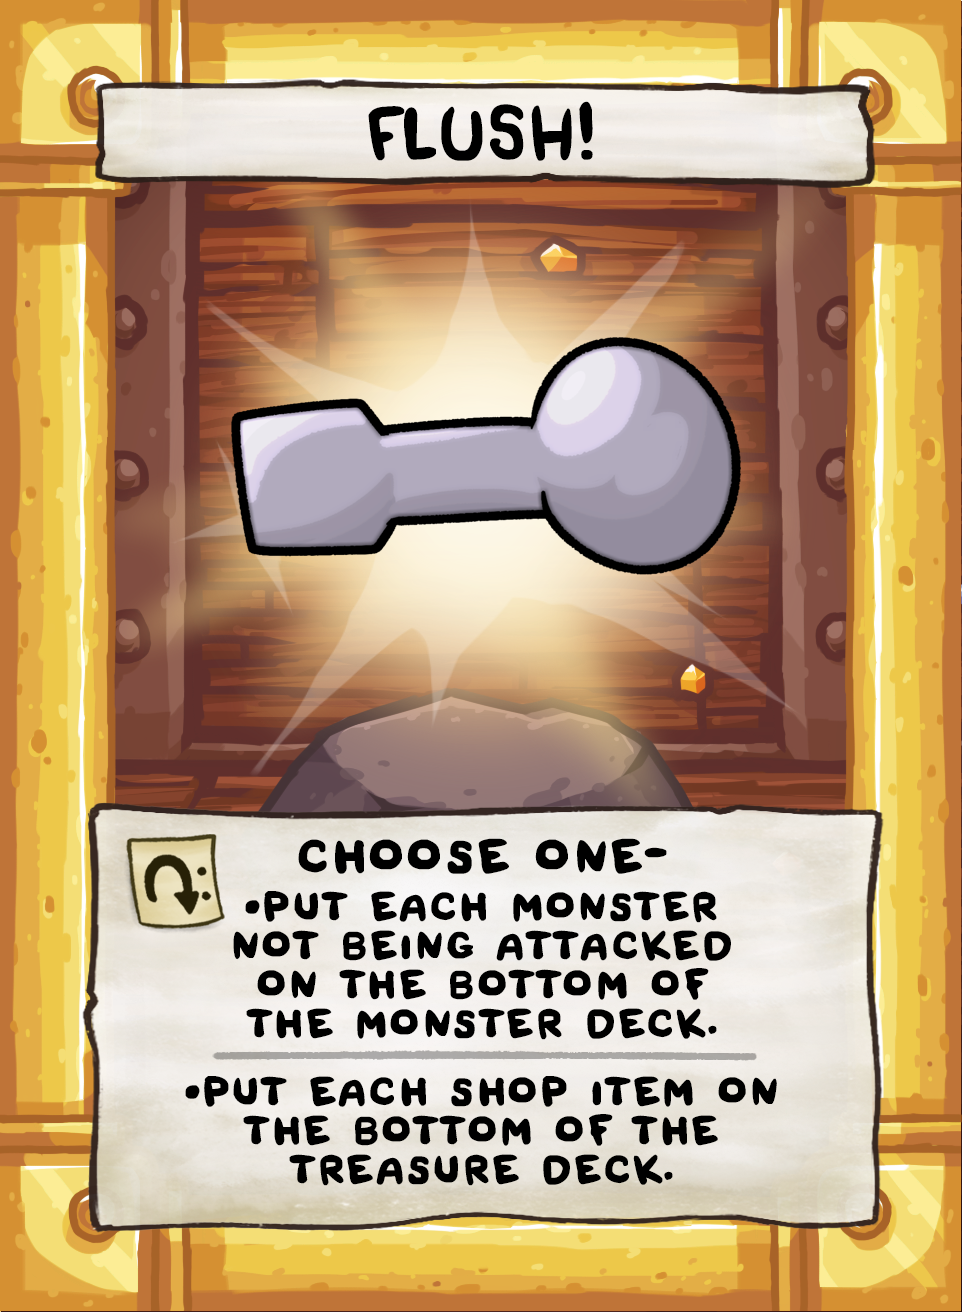 FLUSH!
CHOOSE ONE-
•PUT EACH MONSTER
NOT BEING ATTACKED
ON THE BOTTOM OF
THE MONSTER DECK.
•PUT EACH SHOP ITEM ON
THE BOTTOM OF THE
TREASURE DECK.